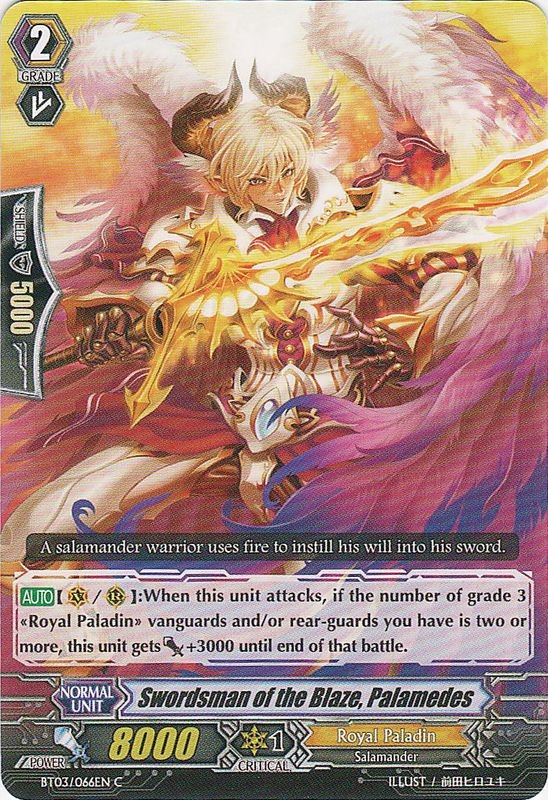 2
GRADE
SHIELD
5000
A salamander warrior uses fire to instill his will into his sword.
AUTO [ V / R ]:When this unit attacks, if the number of grade 3
«Royal Paladin» vanguards and/or rear-guards you have is two or
more, this unit gets +3000 until end of that battle.
NORMAL
UNIT
Swordsman of the Blaze, Palamedes
POWER
8000
1
CRITICAL
Royal Paladin
Salamander
BT03/066EN C
ILLUST / 前田ヒロユキ